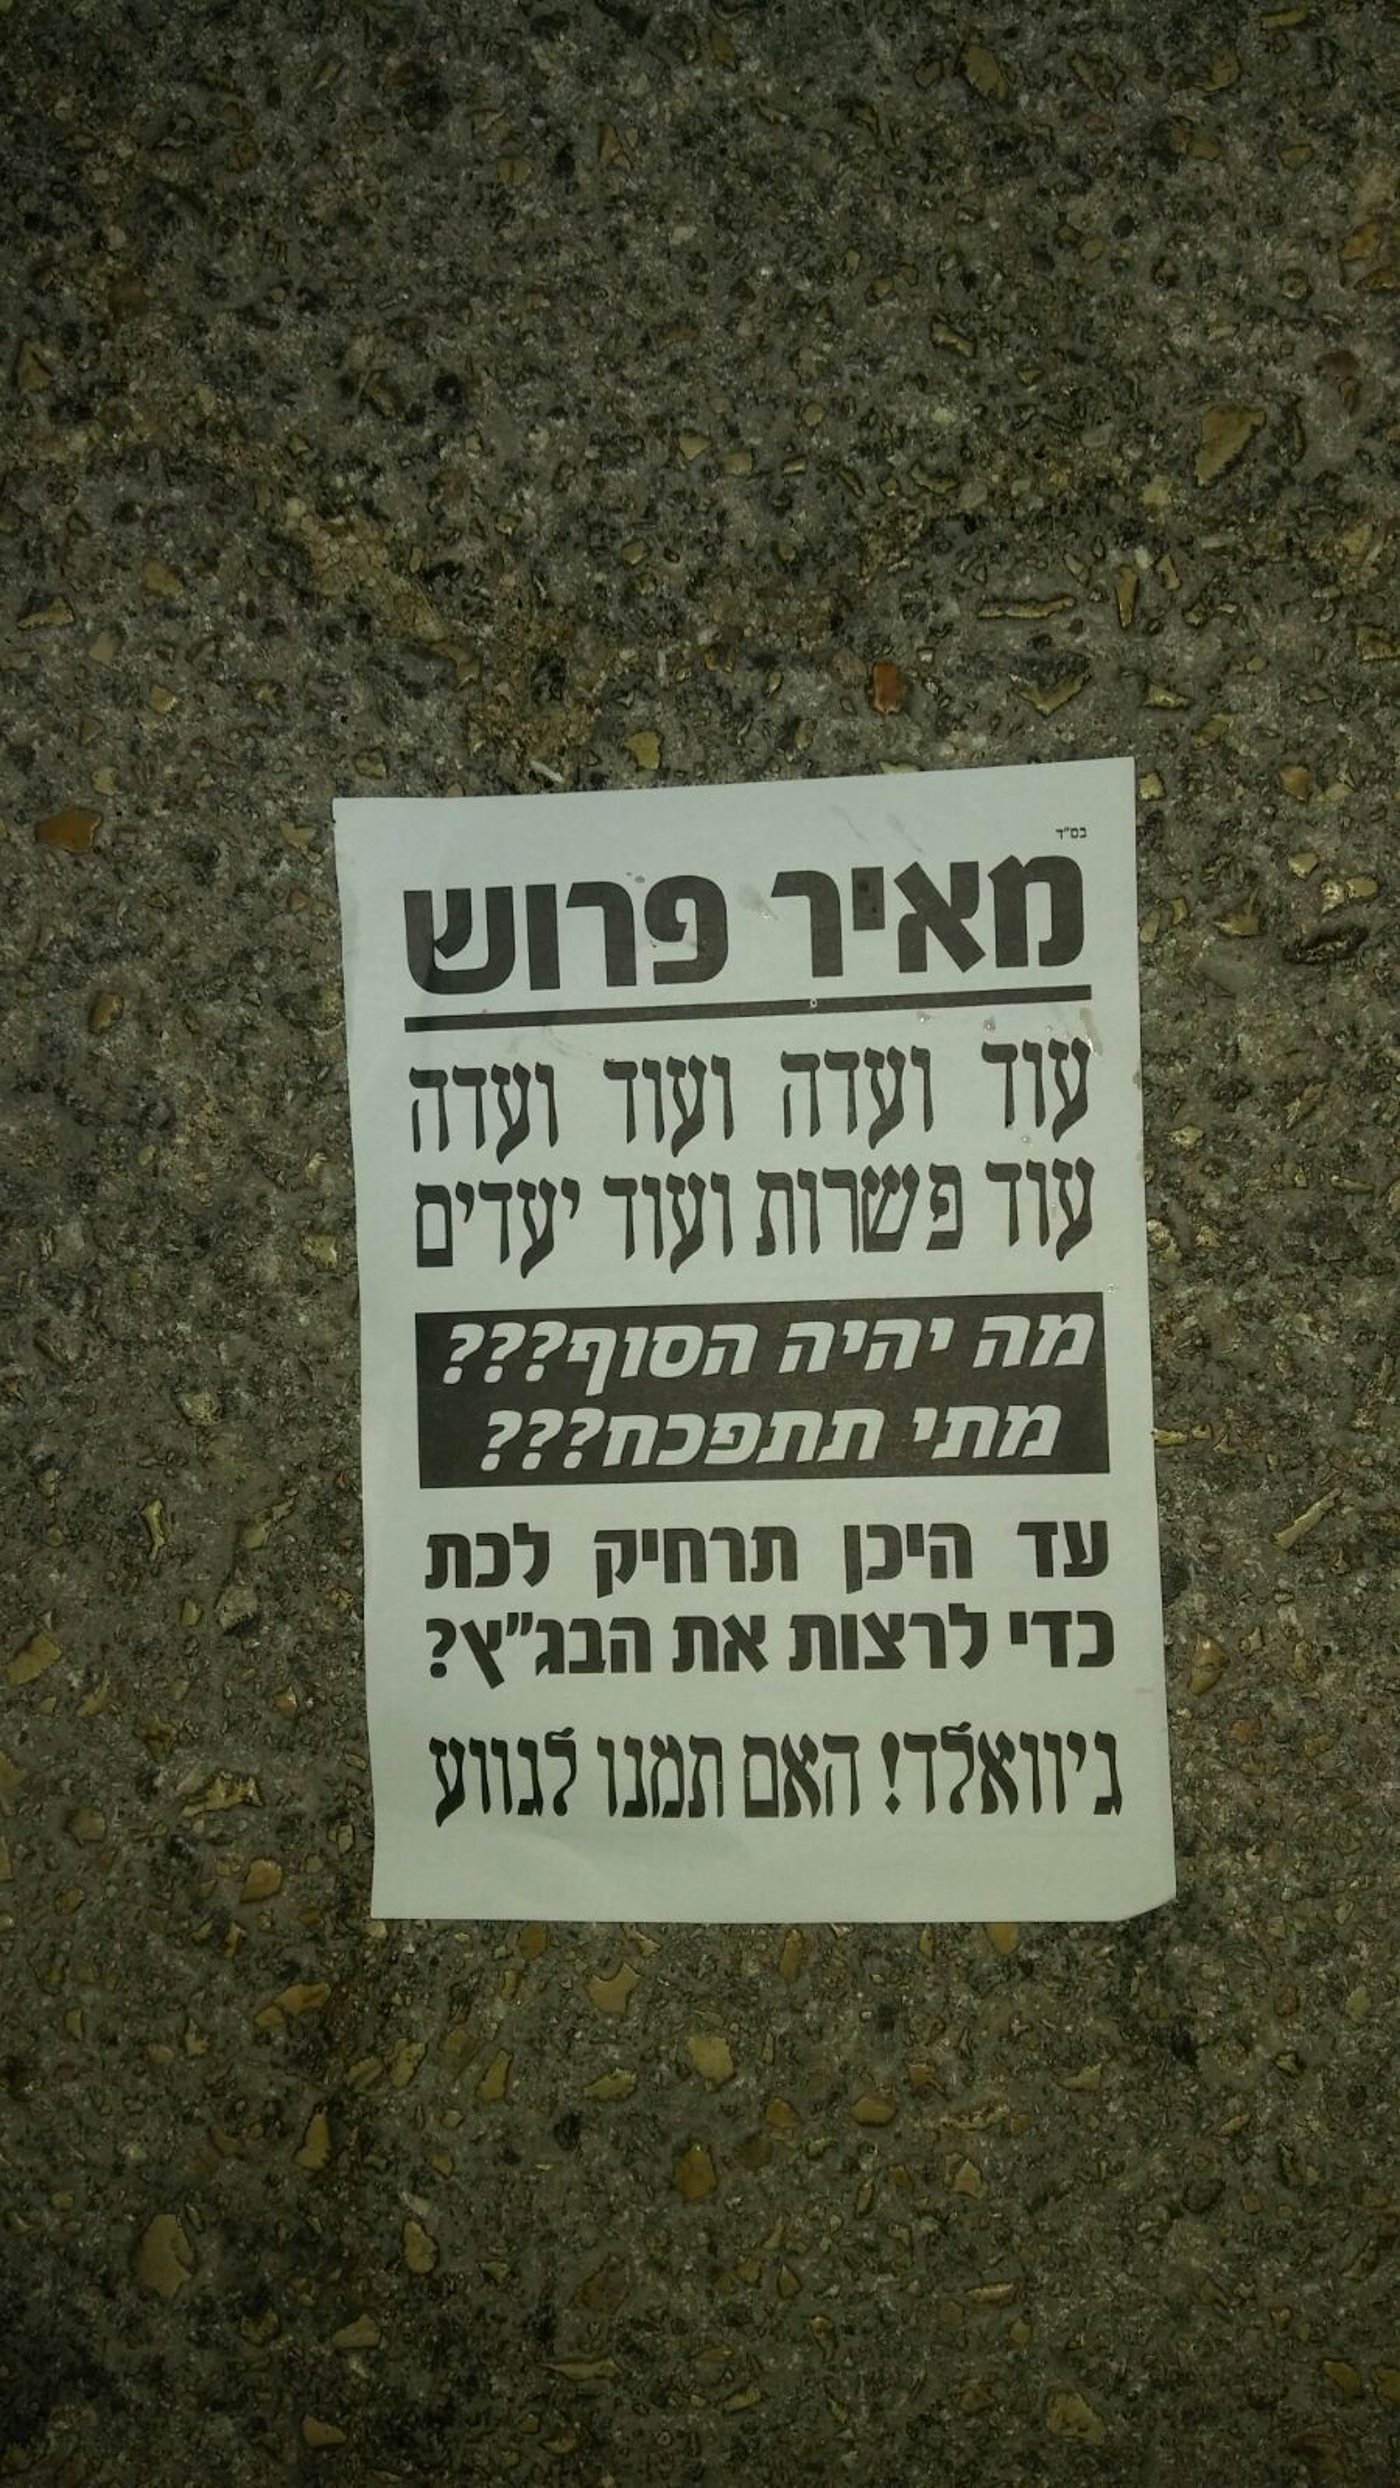 בס"ד
מאיר פרוש
עוד ועדה ועוד ועדה
עוד פשרות ועוד יעדים
מה יהיה הסוף???
מתי תתפכח???
עד היכן תרחיק לכת
כדי לרצות את הבג"ץ?
גיוואלד! האם תמנו לגווע